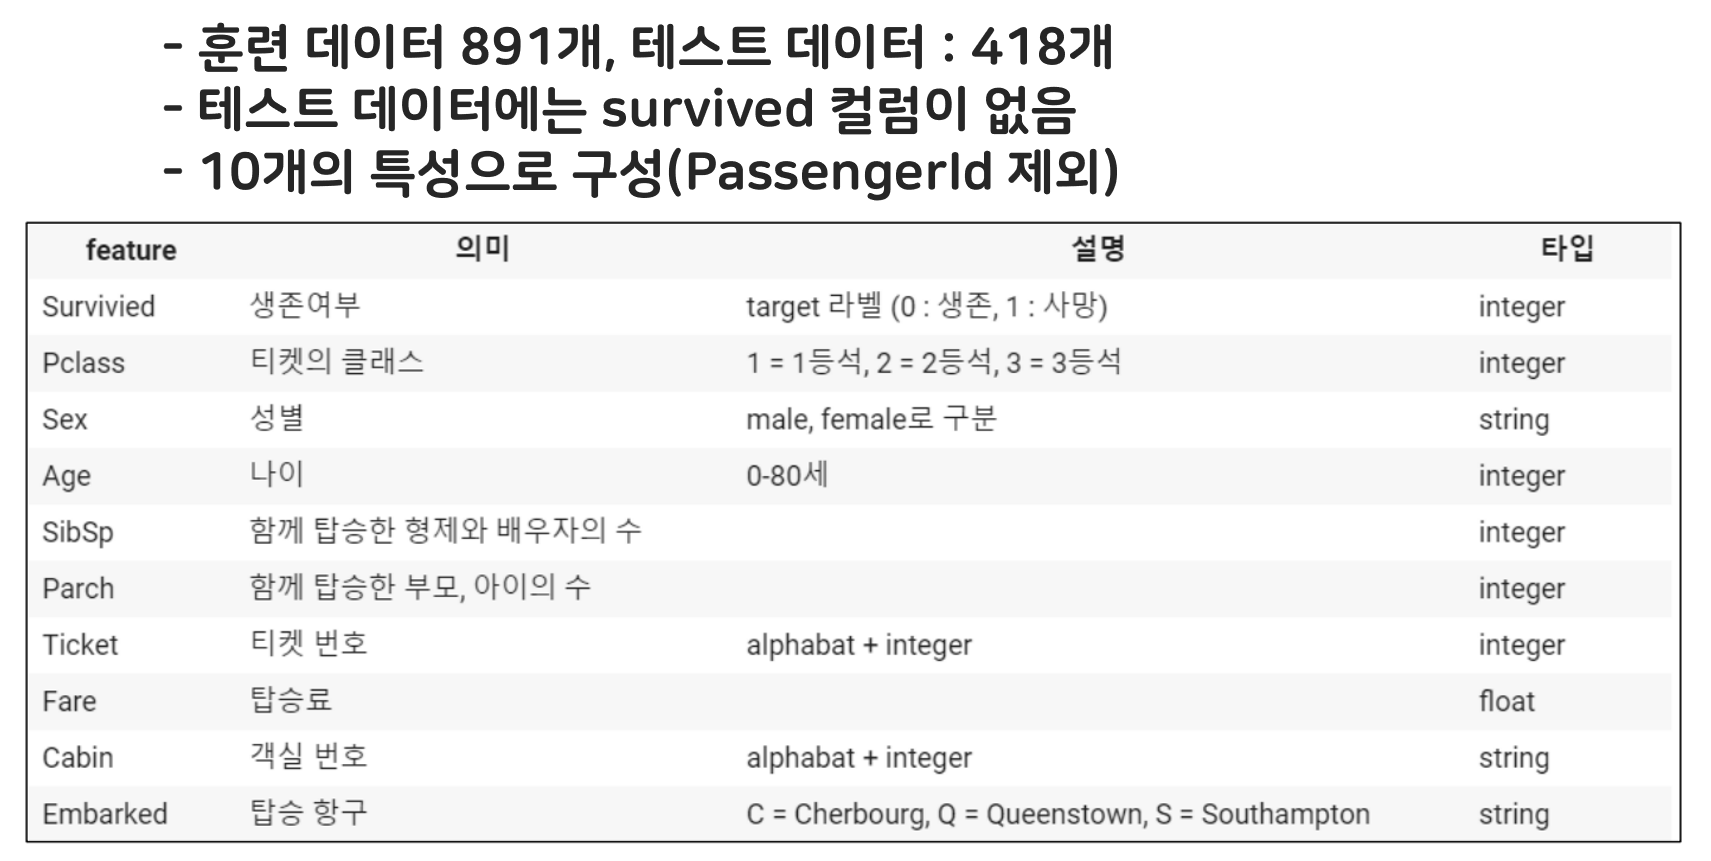 - 훈련 데이터 891개, 테스트 데이터 : 418개
- 테스트 데이터에는 survived 컬럼이 없음
- 10개의 특성으로 구성(PassengerId 제외)
feature 의미 설명 타입
Survivied 생존여부 target 라벨 (0 : 생존, 1 : 사망) integer
Pclass 티켓의 클래스 1 = 1등석, 2 = 2등석, 3 = 3등석 integer
Sex 성별 male, female로 구분 string
Age 나이 0-80세 integer
SibSp 함께 탑승한 형제와 배우자의 수 integer
Parch 함께 탑승한 부모, 아이의 수 integer
Ticket 티켓 번호 alphabat + integer integer
Fare 탑승료 float
Cabin 객실 번호 alphabat + integer string
Embarked 탑승 항구 C = Cherbourg, Q = Queenstown, S = Southampton string